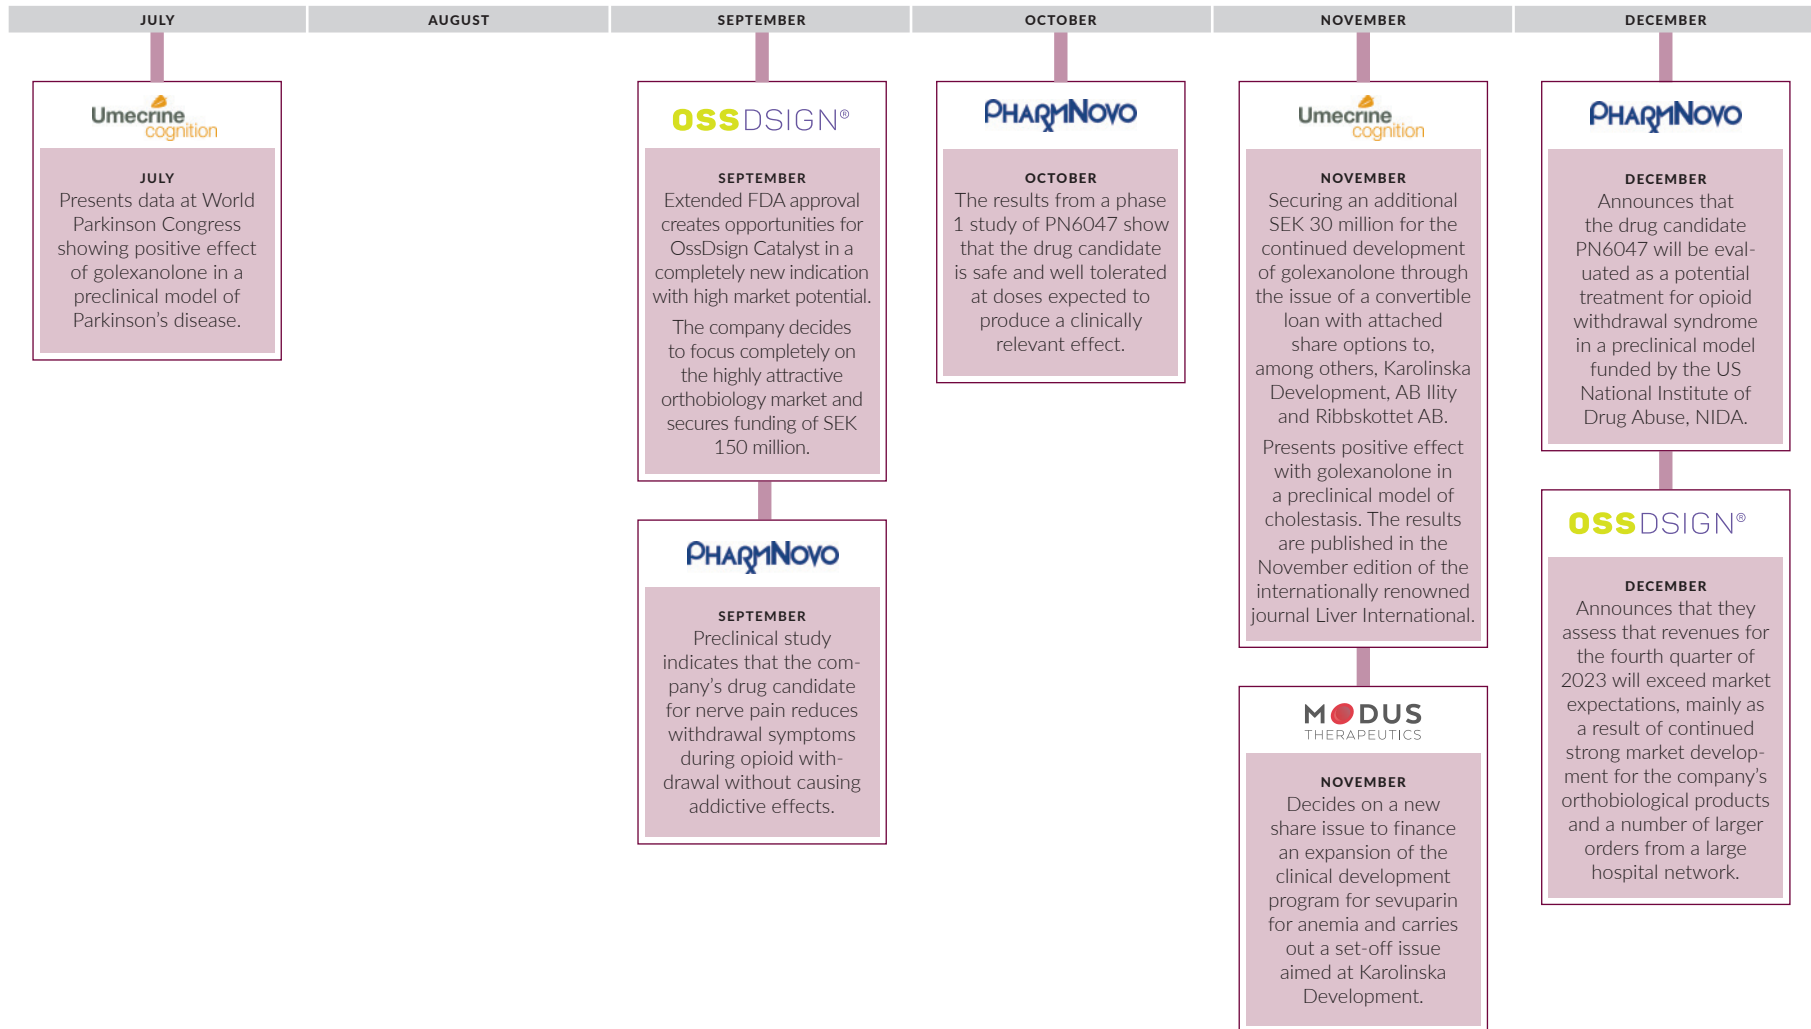 JULY
AUGUST
SEPTEMBER
OCTOBER
NOVEMBER
DECEMBER
Umecrine
cognition
JULY
Presents data at World
Parkinson Congress
showing positive effect
of golexanolone in a
preclinical model of
Parkinson’s disease.
OSSDSIGN®
SEPTEMBER
Extended FDA approval
creates opportunities for
OssDsign Catalyst in a
completely new indication
with high market potential.
The company decides
to focus completely on
the highly attractive
orthobiology market and
secures funding of SEK
150 million.
PHARMNOVO
SEPTEMBER
Preclinical study
indicates that the com-
pany’s drug candidate
for nerve pain reduces
withdrawal symptoms
during opioid with-
drawal without causing
addictive effects.
PHARMNOVO
OCTOBER
The results from a phase
1 study of PN6047 show
that the drug candidate
is safe and well tolerated
at doses expected to
produce a clinically
relevant effect.
Umecrine
cognition
NOVEMBER
Securing an additional
SEK 30 million for the
continued development
of golexanolone through
the issue of a convertible
loan with attached
share options to,
among others, Karolinska
Development, AB Ility
and Ribbskottet AB.
Presents positive effect
with golexanolone in
a preclinical model of
cholestasis. The results
are published in the
November edition of the
internationally renowned
journal Liver International.
MODUS
THERAPEUTICS
NOVEMBER
Decides on a new
share issue to finance
an expansion of the
clinical development
program for sevuparin
for anemia and carries
out a set-off issue
aimed at Karolinska
Development.
PHARMNOVO
DECEMBER
Announces that
the drug candidate
PN6047 will be eval-
uated as a potential
treatment for opioid
withdrawal syndrome
in a preclinical model
funded by the US
National Institute of
Drug Abuse, NIDA.
OSSDSIGN®
DECEMBER
Announces that they
assess that revenues for
the fourth quarter of
2023 will exceed market
expectations, mainly as
a result of continued
strong market develop-
ment for the company’s
orthobiological products
and a number of larger
orders from a large
hospital network.